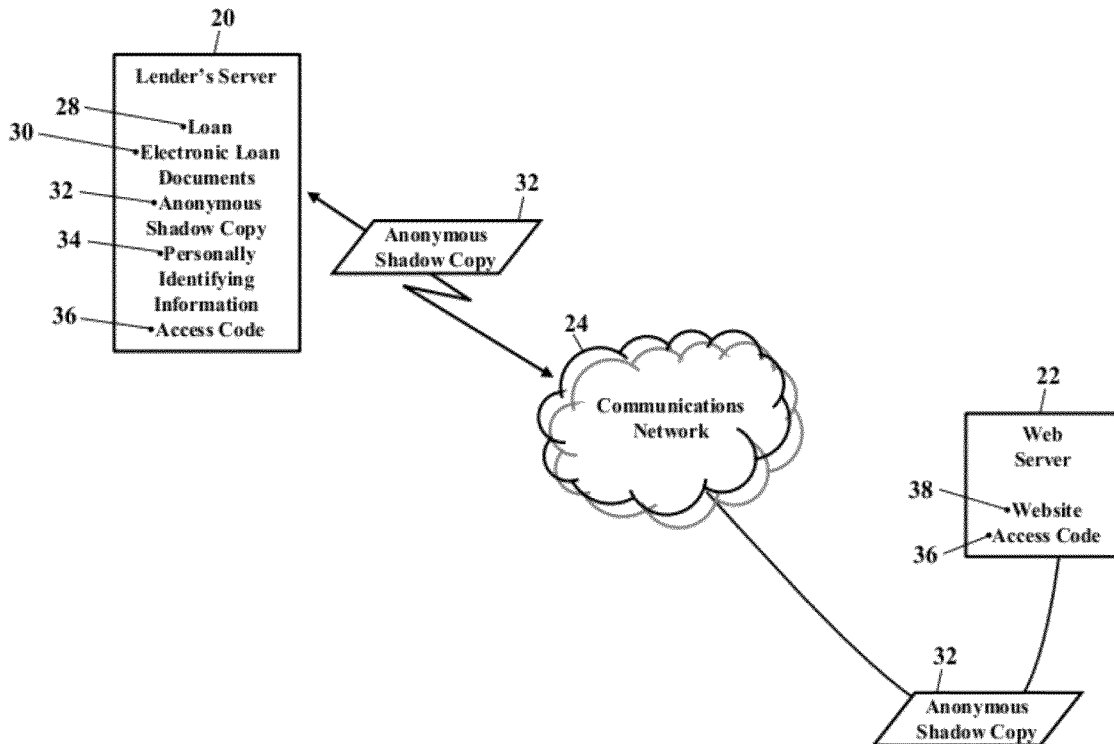 20
Lender's Server
28
•Loan
30
•Electronic Loan
Documents
32
•Anonymous
Shadow Copy
34
•Personally
Identifying
Information
36
•Access Code
32
Anonymous
Shadow Copy
24
Communications
Network
22
Web
Server
38
•Website
36
•Access Code
32
Anonymous
Shadow Copy